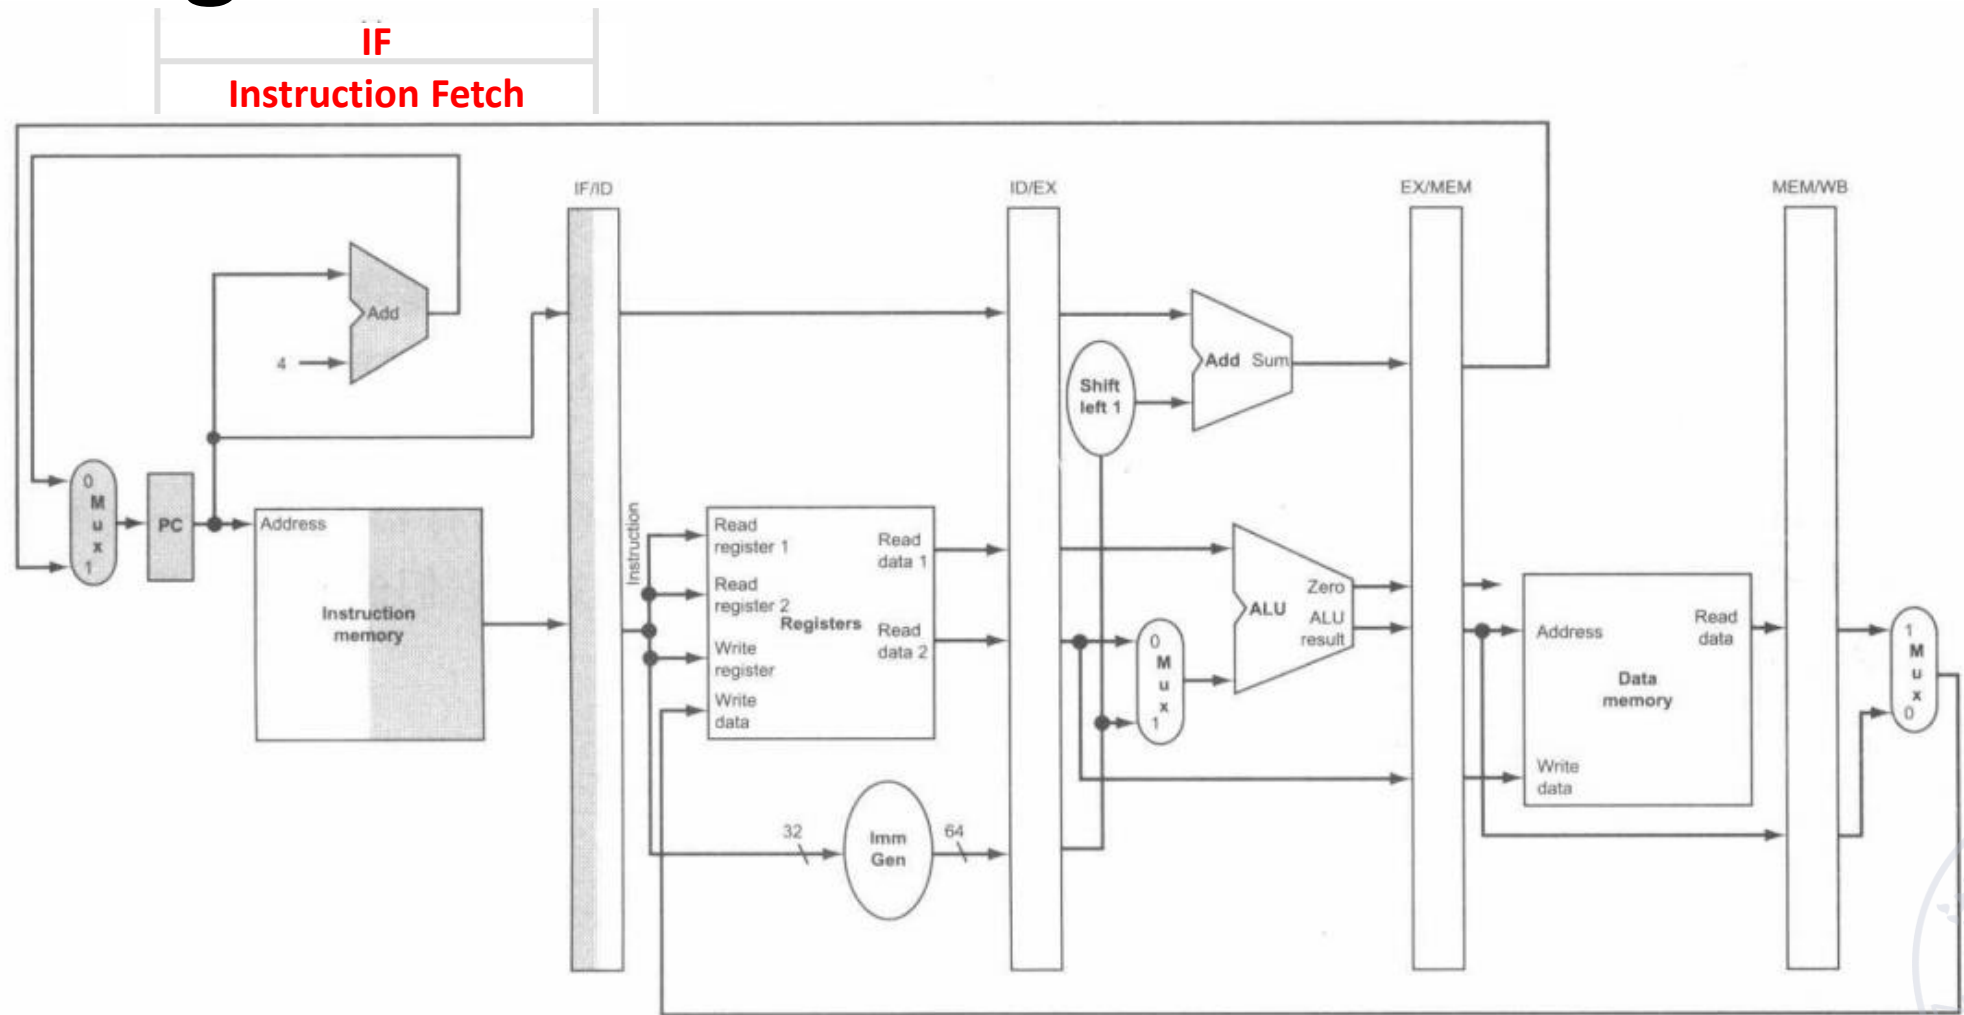 IF
Instruction Fetch
IF/ID
ID/EX
EX/MEM
MEM/WB
Add
4
Add Sum
Shift
left 1
0
M
u
x
1
PC
Address
Instruction
memory
Instruction
Read
register 1
Read
register 2
Write
register
Write
data
Registers
Read
data 1
Read
data 2
0
M
u
x
1
ALU
Zero
ALU
result
Address
Read
data
Data
memory
Write
data
1
M
u
x
0
32
Imm
Gen
64